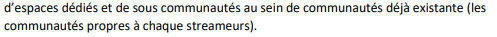 d'espaces dédiés et de sous communautés au sein de communautés déjà existante (les
communautés propres à chaque streameurs).